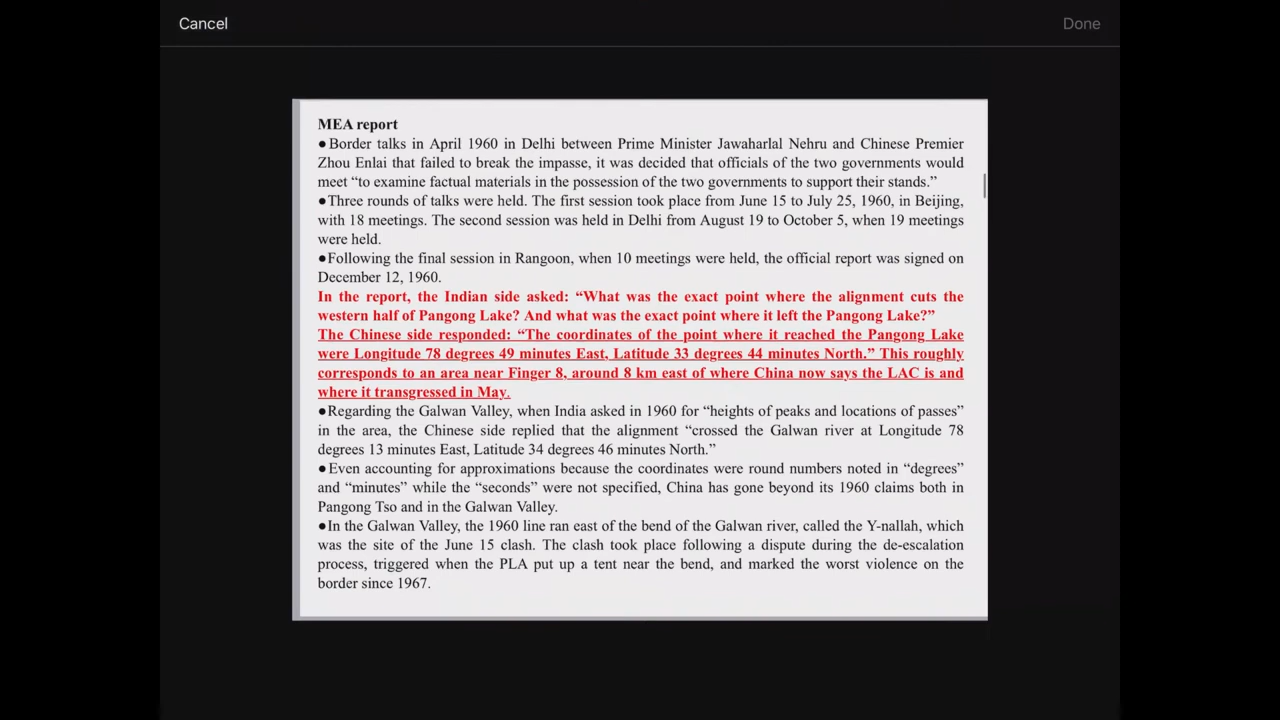 Cancel
Done
MEA report
●Border talks in April 1960 in Delhi between Prime Minister Jawaharlal Nehru and Chinese Premier
Zhou Enlai that failed to break the impasse, it was decided that officials of the two governments would
meet “to examine factual materials in the possession of the two governments to support their stands.”
●Three rounds of talks were held. The first session took place from June 15 to July 25, 1960, in Beijing,
with 18 meetings. The second session was held in Delhi from August 19 to October 5, when 19 meetings
were held.
●Following the final session in Rangoon, when 10 meetings were held, the official report was signed on
December 12, 1960.
In the report, the Indian side asked: “What was the exact point where the alignment cuts the
western half of Pangong Lake? And what was the exact point where it left the Pangong Lake?”
The Chinese side responded: “The coordinates of the point where it reached the Pangong Lake
were Longitude 78 degrees 49 minutes East, Latitude 33 degrees 44 minutes North.” This roughly
corresponds to an area near Finger 8, around 8 km east of where China now says the LAC is and
where it transgressed in May.
●Regarding the Galwan Valley, when India asked in 1960 for “heights of peaks and locations of passes”
in the area, the Chinese side replied that the alignment “crossed the Galwan river at Longitude 78
degrees 13 minutes East, Latitude 34 degrees 46 minutes North.”
●Even accounting for approximations because the coordinates were round numbers noted in “degrees”
and “minutes” while the “seconds” were not specified, China has gone beyond its 1960 claims both in
Pangong Tso and in the Galwan Valley.
●In the Galwan Valley, the 1960 line ran east of the bend of the Galwan river, called the Y-nallah, which
was the site of the June 15 clash. The clash took place following a dispute during the de-escalation
process, triggered when the PLA put up a tent near the bend, and marked the worst violence on the
border since 1967.